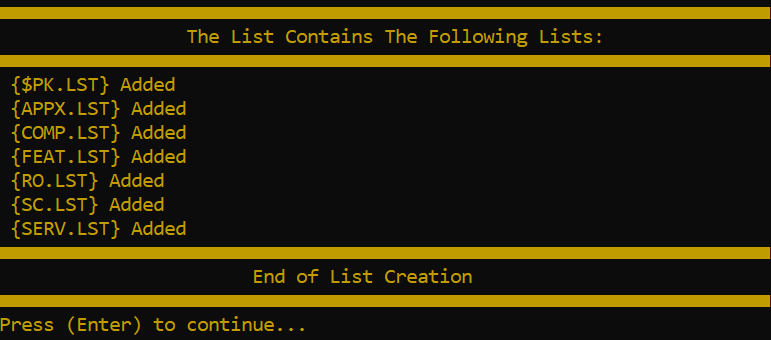 The List Contains The Following Lists:
{$PK.LST} Added
{APPX.LST} Added
{COMP.LST} Added
{FEAT.LST} Added
{RO.LST} Added
{SC.LST} Added
{SERV.LST} Added
End of List Creation
Press (Enter) to continue...